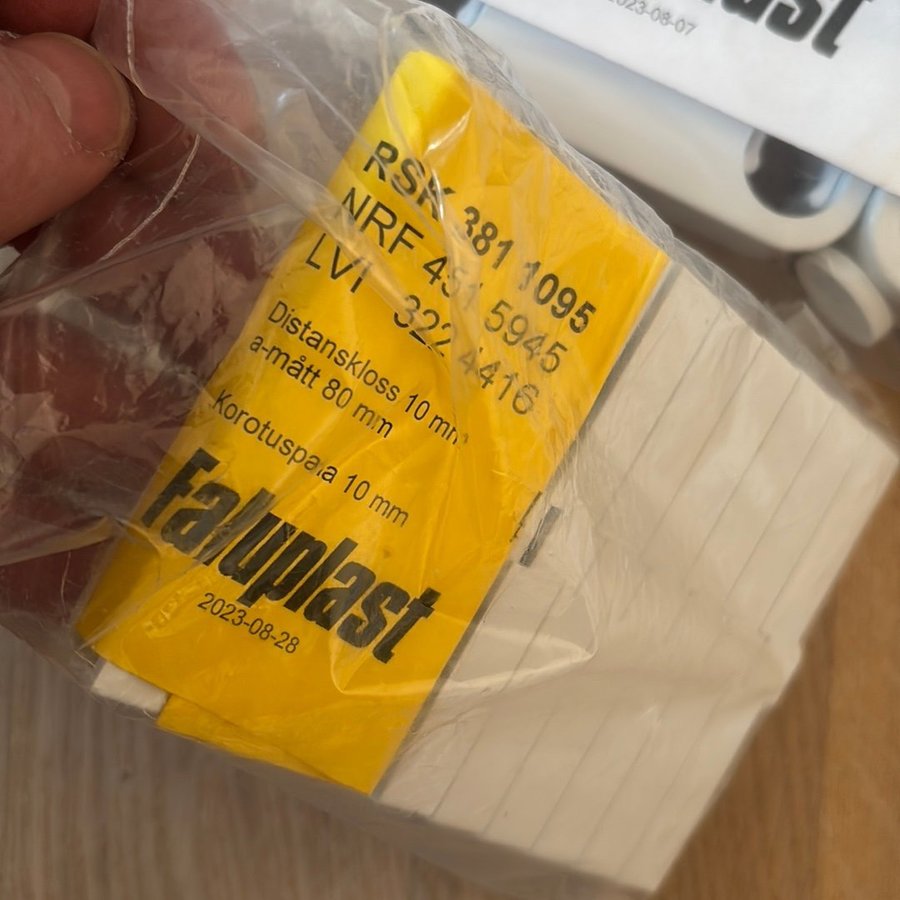 RSK 381 1095
NRF 451 5945
LVI 322 4416
Distanskloss 10 mm
a-mått 80 mm
Korotuspala 10 mm
Faluplast
2023-08-28
2023-08-07